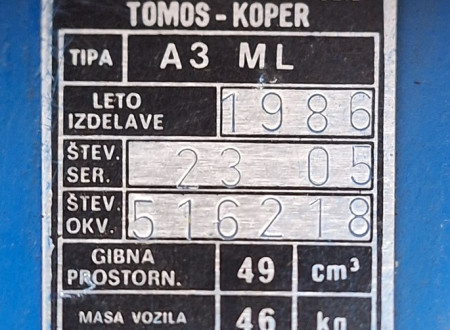 TOMOS-KOPER
TIPA A3 ML
LETO IZDELAVE 1986
ŠTEV. SER. 23 05
ŠTEV. OKV. 516218
GIBNA PROSTORN. 49 cm³
MASA VOZILA 46 kg